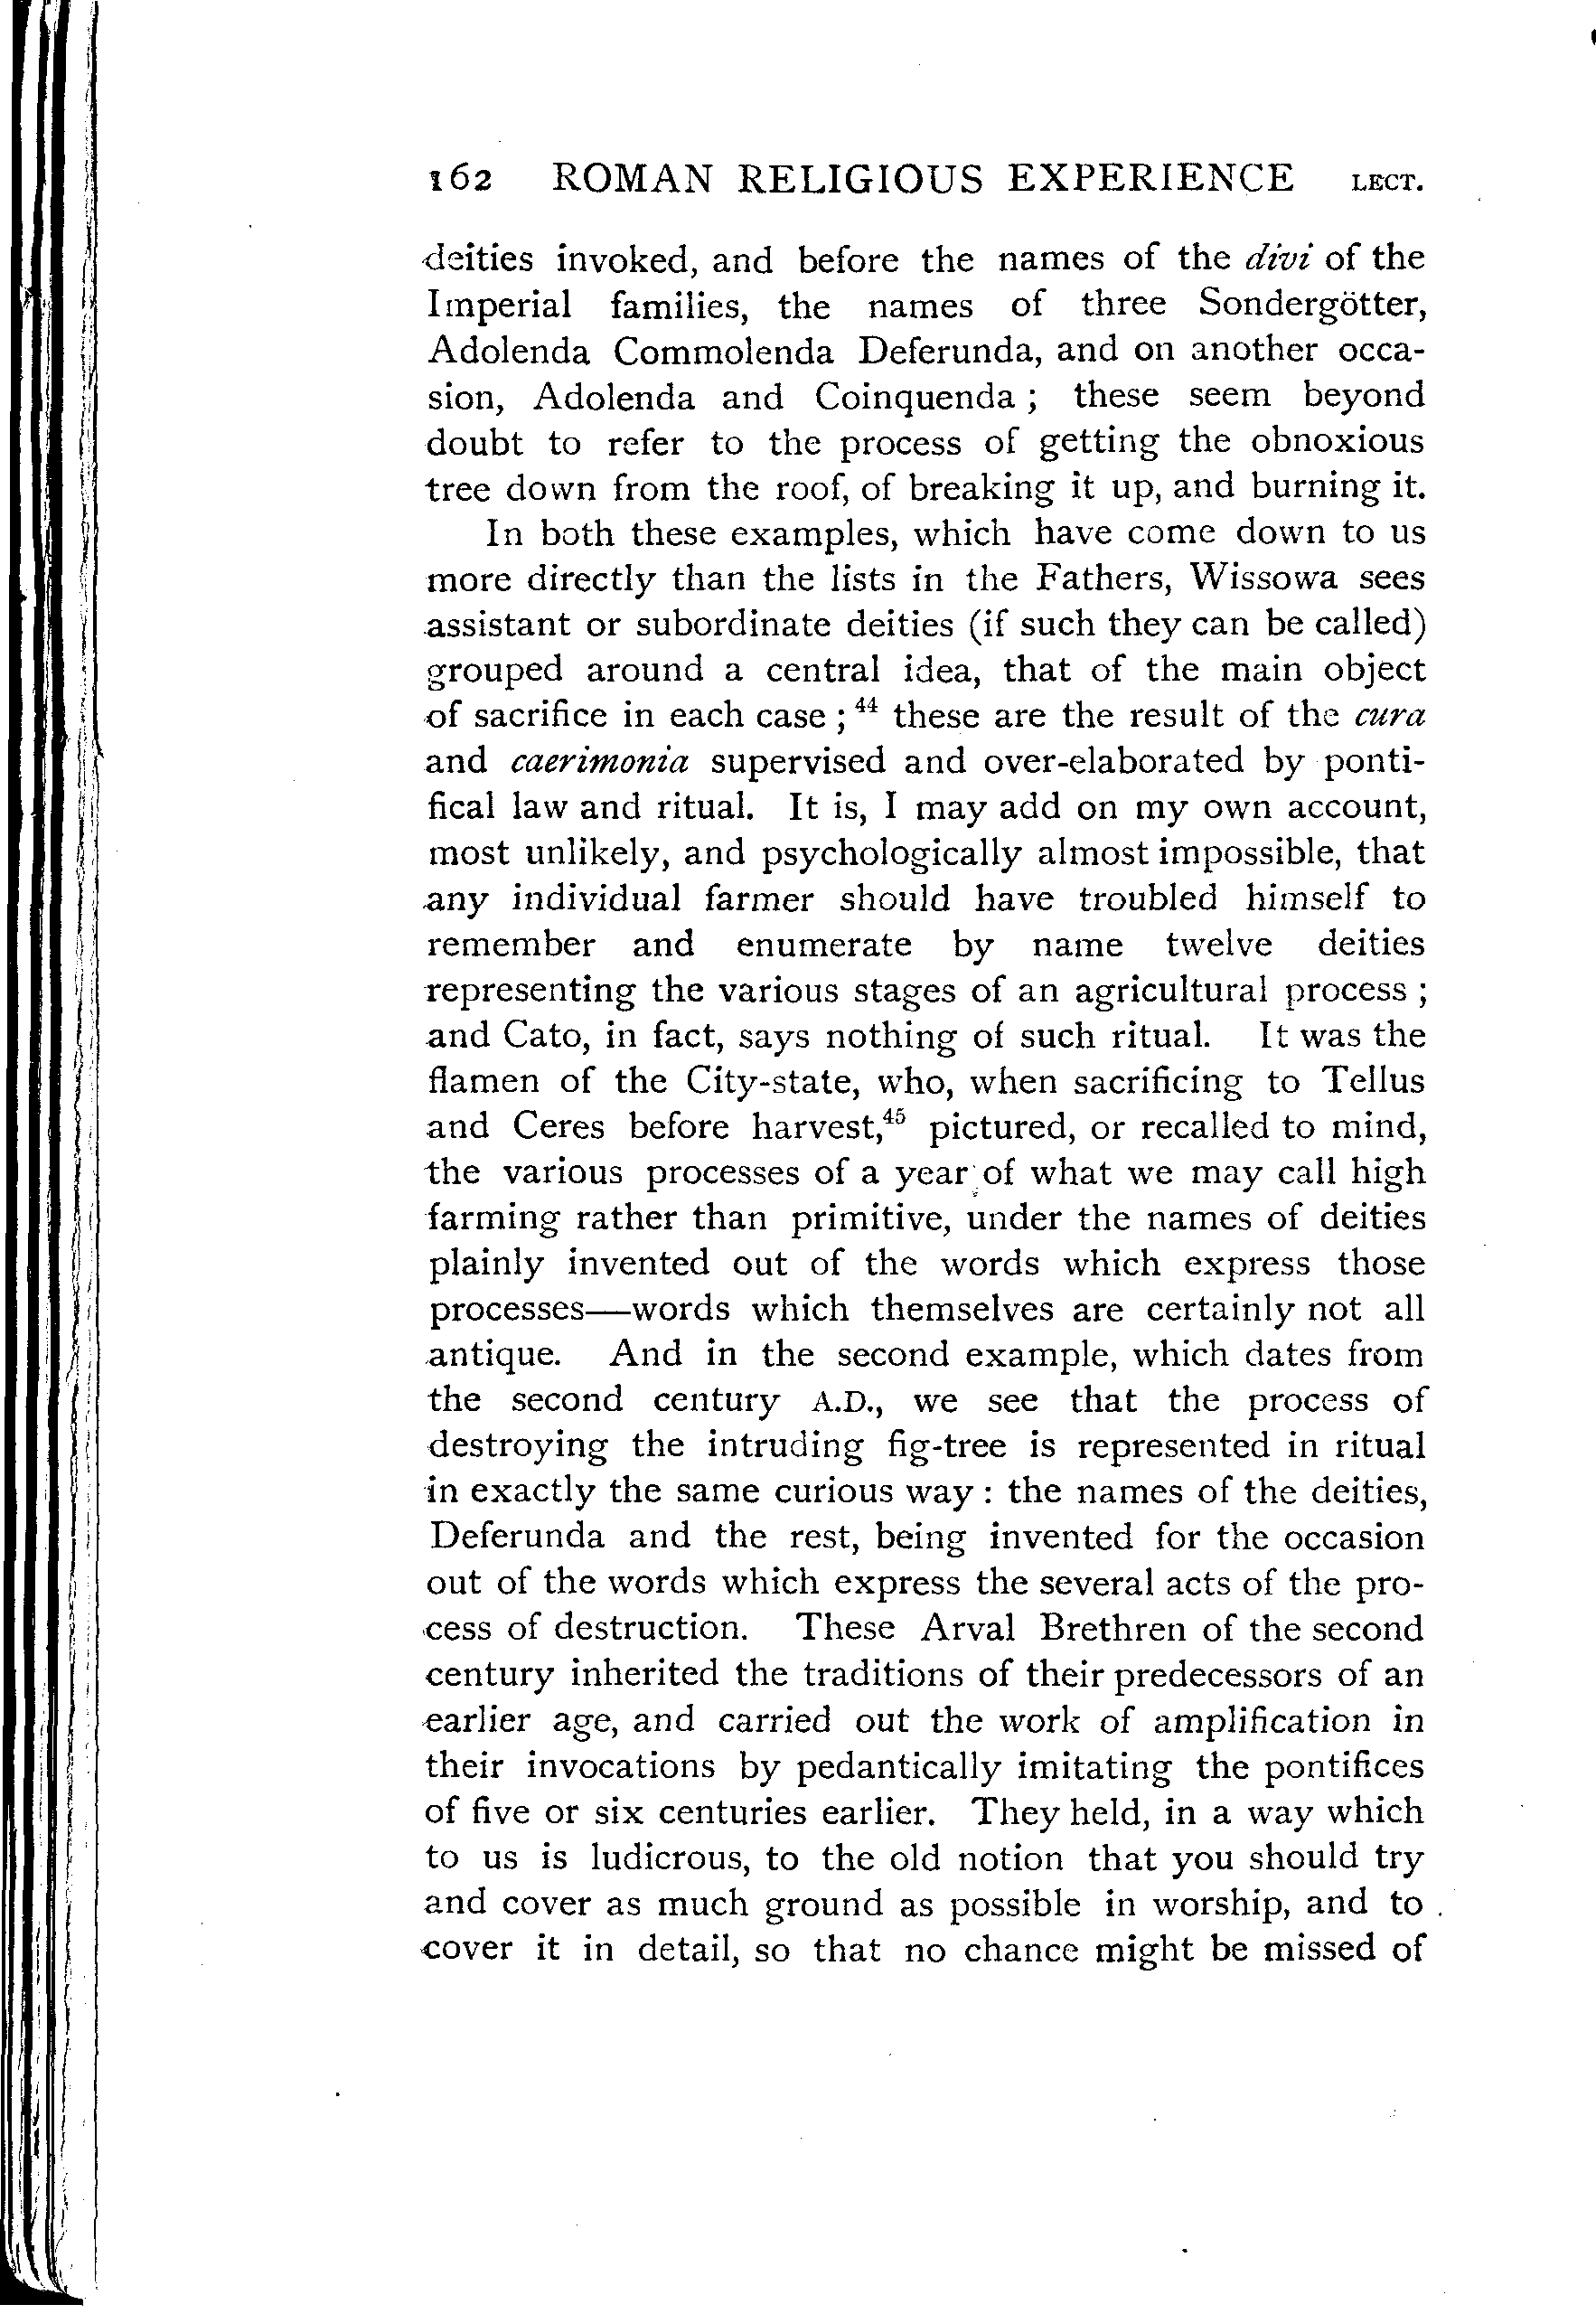 162 ROMAN RELIGIOUS EXPERIENCE LECT.
deities invoked, and before the names of the divi of the
Imperial families, the names of three Sondergötter,
Adolenda Commolenda Deferunda, and on another occa-
sion, Adolenda and Coinquenda ; these seem beyond
doubt to refer to the process of getting the obnoxious
tree down from the roof, of breaking it up, and burning it.
In both these examples, which have come down to us
more directly than the lists in the Fathers, Wissowa sees
assistant or subordinate deities (if such they can be called)
grouped around a central idea, that of the main object
of sacrifice in each case ; 44 these are the result of the cura
and caerimonia supervised and over-elaborated by ponti-
fical law and ritual. It is, I may add on my own account,
most unlikely, and psychologically almost impossible, that
any individual farmer should have troubled himself to
remember and enumerate by name twelve deities
representing the various stages of an agricultural process ;
and Cato, in fact, says nothing of such ritual. It was the
flamen of the City-state, who, when sacrificing to Tellus
and Ceres before harvest,45 pictured, or recalled to mind,
the various processes of a year of what we may call high
farming rather than primitive, under the names of deities
plainly invented out of the words which express those
processes—words which themselves are certainly not all
antique. And in the second example, which dates from
the second century A.D., we see that the process of
destroying the intruding fig-tree is represented in ritual
in exactly the same curious way : the names of the deities,
Deferunda and the rest, being invented for the occasion
out of the words which express the several acts of the pro-
cess of destruction. These Arval Brethren of the second
century inherited the traditions of their predecessors of an
earlier age, and carried out the work of amplification in
their invocations by pedantically imitating the pontifices
of five or six centuries earlier. They held, in a way which
to us is ludicrous, to the old notion that you should try
and cover as much ground as possible in worship, and to
cover it in detail, so that no chance might be missed of